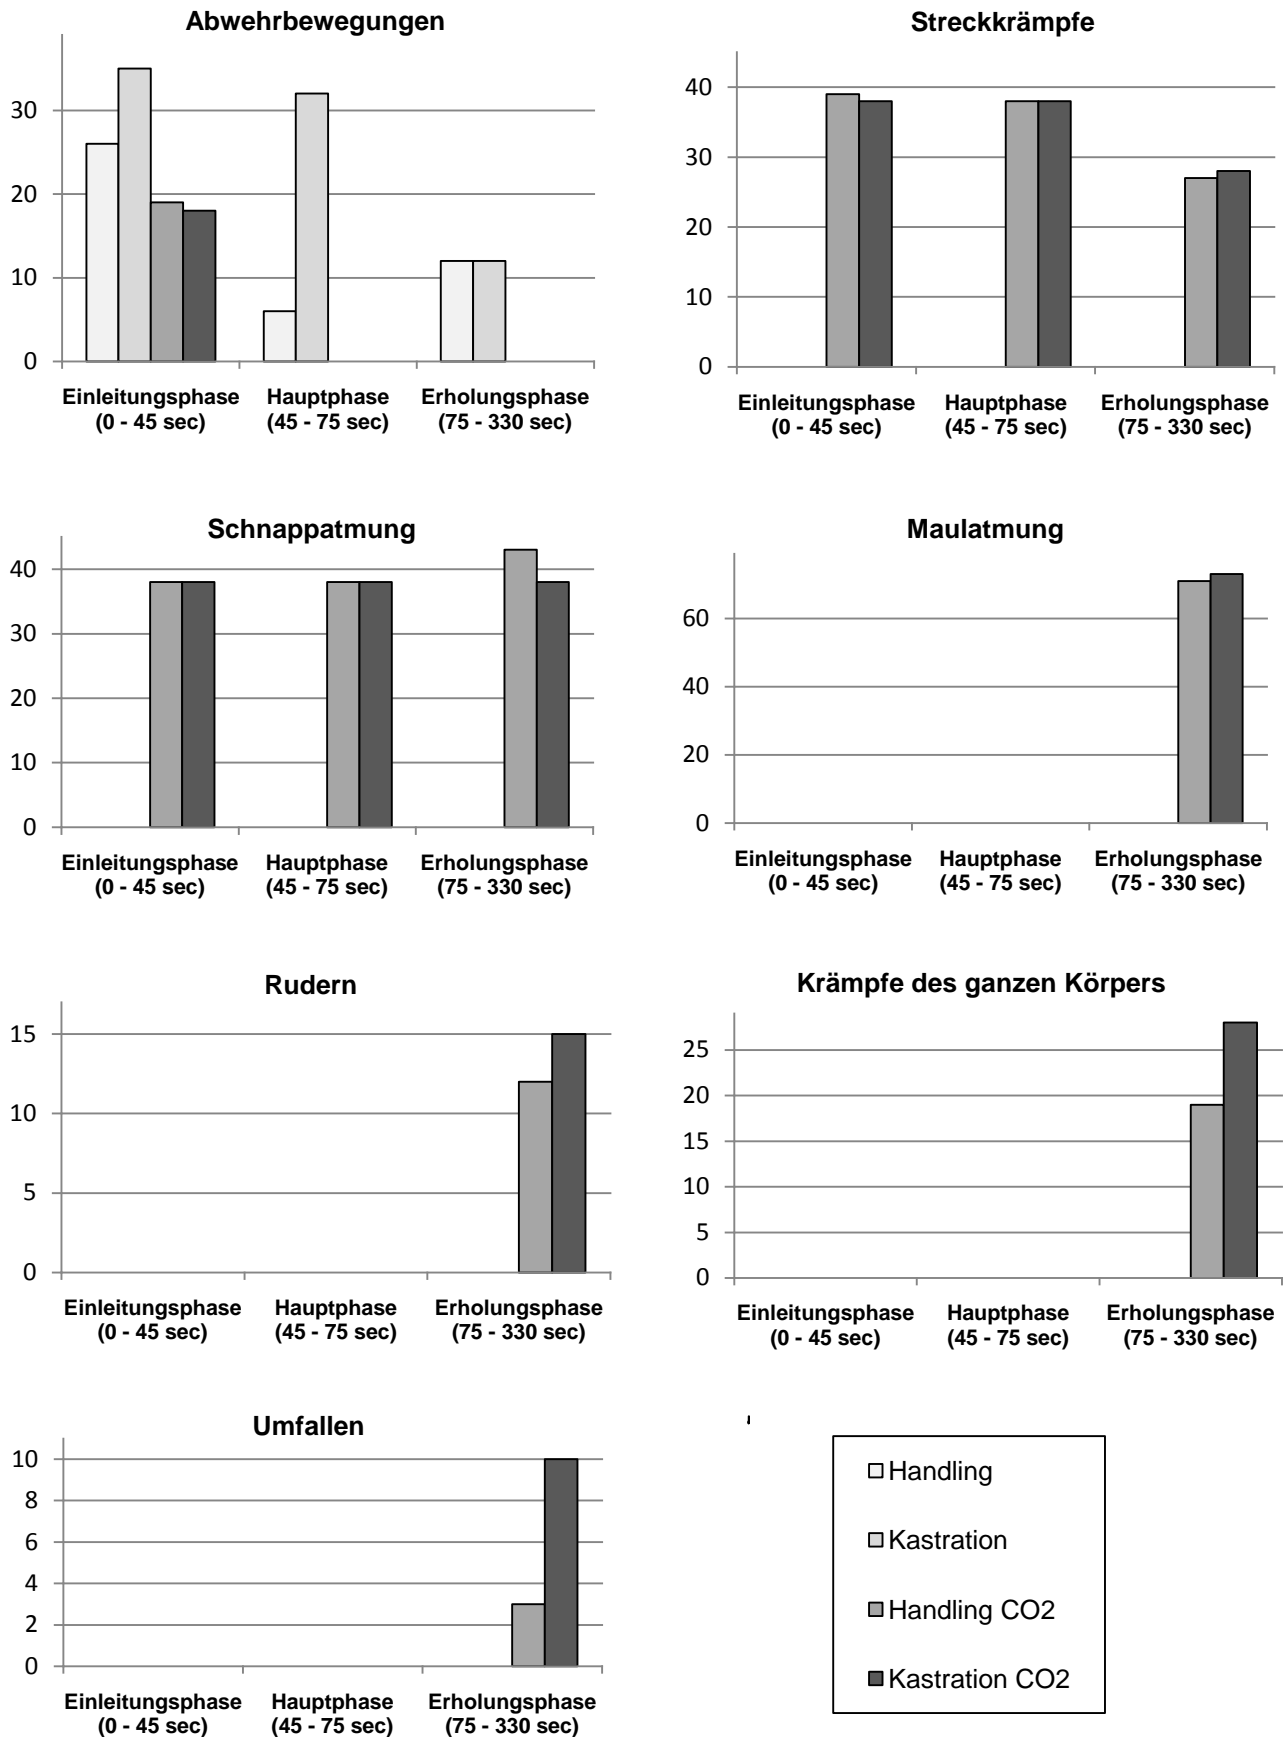 Abwehrbewegungen
30
20
10
0
Einleitungsphase Hauptphase Erholungsphase
(0 - 45 sec) (45 - 75 sec) (75 - 330 sec)
Streckkrämpfe
40
30
20
10
0
Einleitungsphase Hauptphase Erholungsphase
(0 - 45 sec) (45 - 75 sec) (75 - 330 sec)
Schnappatmung
40
30
20
10
0
Einleitungsphase Hauptphase Erholungsphase
(0 - 45 sec) (45 - 75 sec) (75 - 330 sec)
Maulatmung
60
40
20
0
Einleitungsphase Hauptphase Erholungsphase
(0 - 45 sec) (45 - 75 sec) (75 - 330 sec)
Rudern
15
10
5
0
Einleitungsphase Hauptphase Erholungsphase
(0 - 45 sec) (45 - 75 sec) (75 - 330 sec)
Krämpfe des ganzen Körpers
25
20
15
10
5
0
Einleitungsphase Hauptphase Erholungsphase
(0 - 45 sec) (45 - 75 sec) (75 - 330 sec)
Umfallen
10
8
6
4
2
0
Einleitungsphase Hauptphase Erholungsphase
(0 - 45 sec) (45 - 75 sec) (75 - 330 sec)
Handling
Kastration
Handling CO2
Kastration CO2